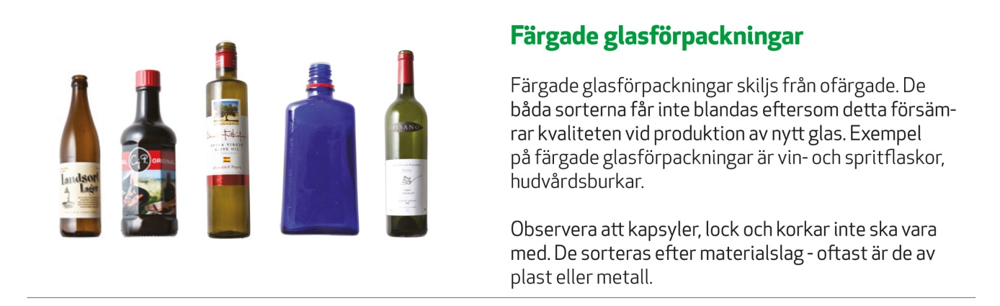 Färgade glasförpackningar
Färgade glasförpackningar skiljs från ofärgade. De
båda sorterna får inte blandas eftersom detta försäm-
rar kvaliteten vid produktion av nytt glas. Exempel
på färgade glasförpackningar är vin- och spritflaskor,
hudvårdsburkar.
Observera att kapsyler, lock och korkar inte ska vara
med. De sorteras efter materialslag - oftast är de av
plast eller metall.
Landsort
Lager
ORIGINAL
EXTRA VIRGIN
OLIVE OIL
PISANO